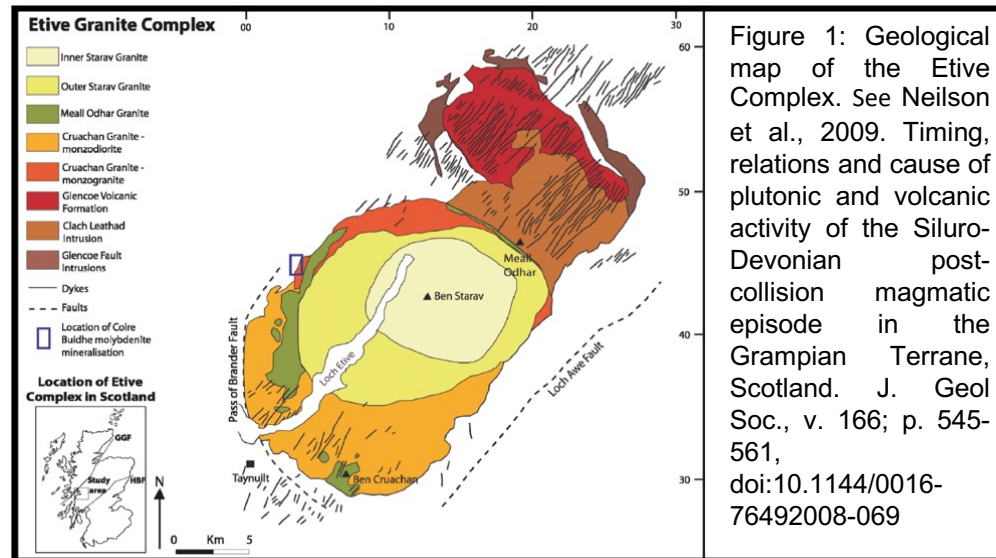 Etive Granite Complex
Inner Starav Granite
Outer Starav Granite
Meall Odhar Granite
Cruachan Granite -
monzodiorite
Cruachan Granite -
monzogranite
Glencoe Volcanic
Formation
Clach Leathad
Intrusion
Glencoe Fault
Intrusions
Dykes
Faults
Location of Coire
Buidhe molybdenite
mineralisation
Location of Etive
Complex in Scotland
GGF
Study
area
HBF
N
00
10
20
30
60
50
40
30
Meall
Odhar
Ben Starav
Loch Etive
Pass of Brander Fault
Loch Awe Fault
Taynullt
Ben Cruachan
0 Km 5
Figure 1: Geological
map of the Etive
Complex. See Neilson
et al., 2009. Timing,
relations and cause of
plutonic and volcanic
activity of the Siluro-
Devonian post-
collision magmatic
episode in the
Grampian Terrane,
Scotland. J. Geol
Soc., v. 166; p. 545-
561,
doi:10.1144/0016-
76492008-069